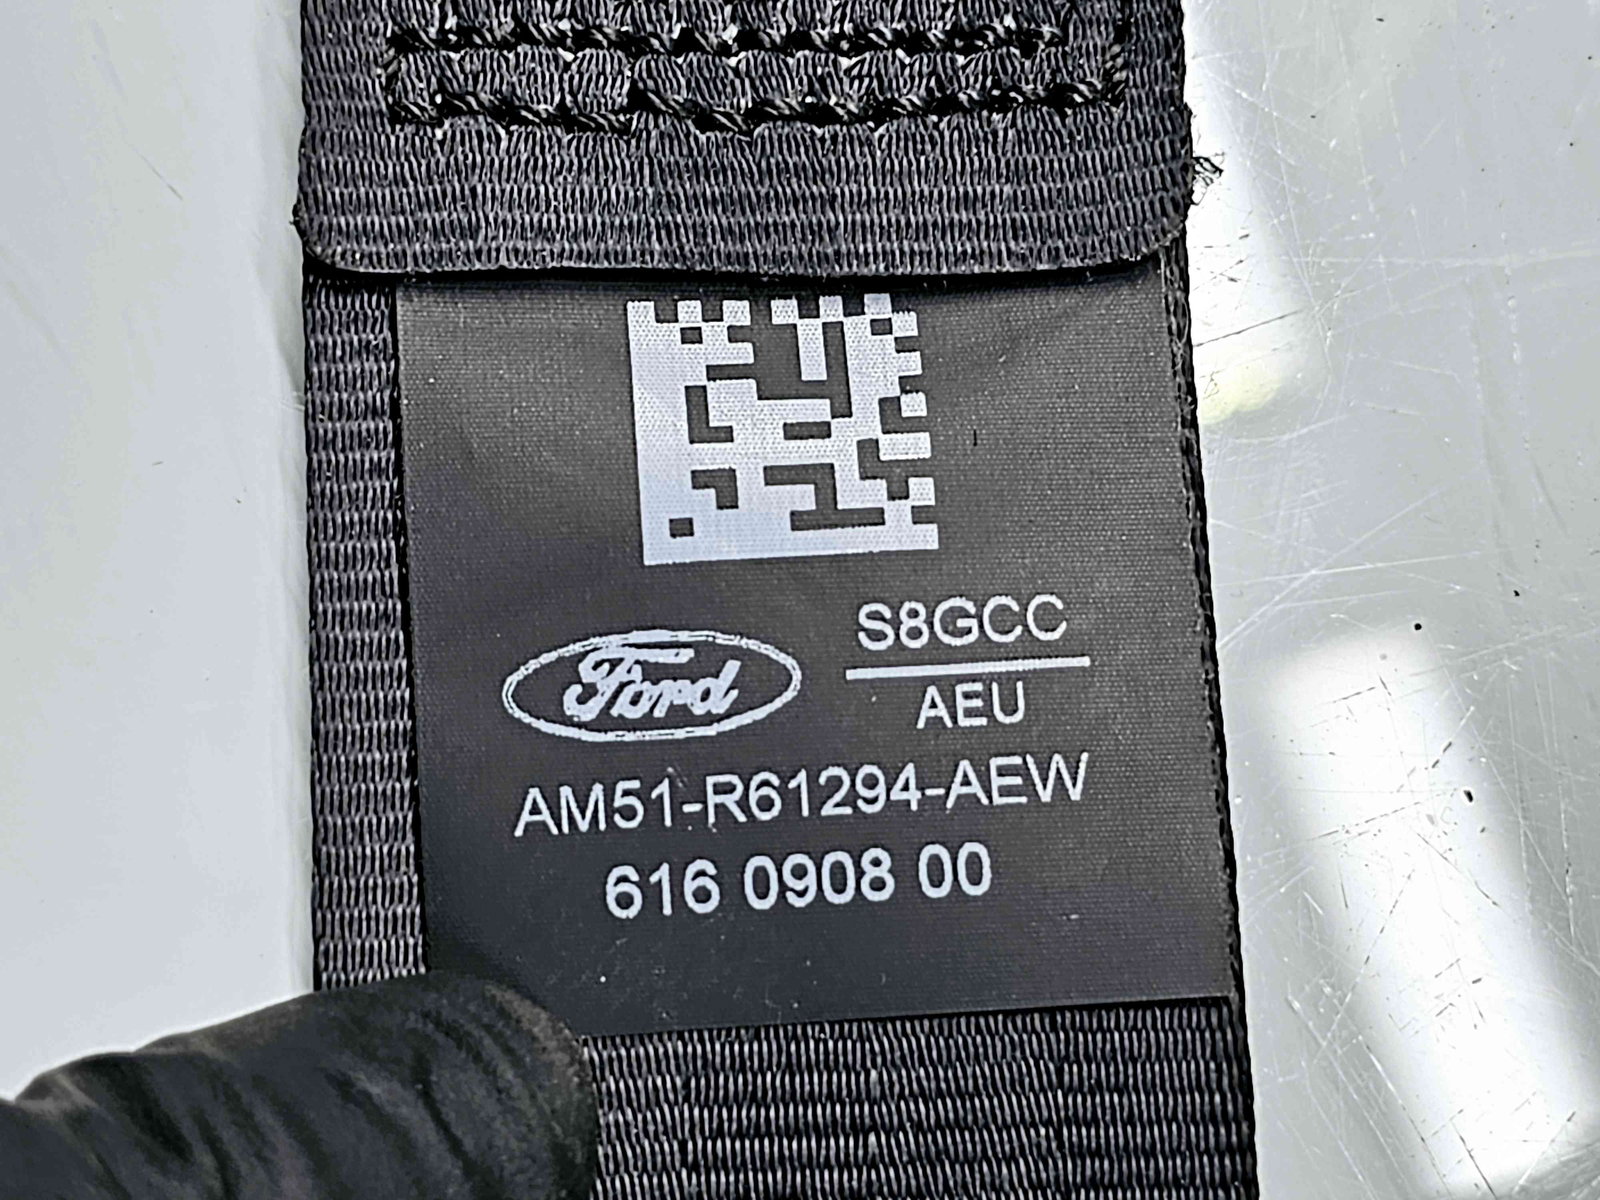 S8GCC
AEU
Ford
AM51-R61294-AEW
616 0908 00